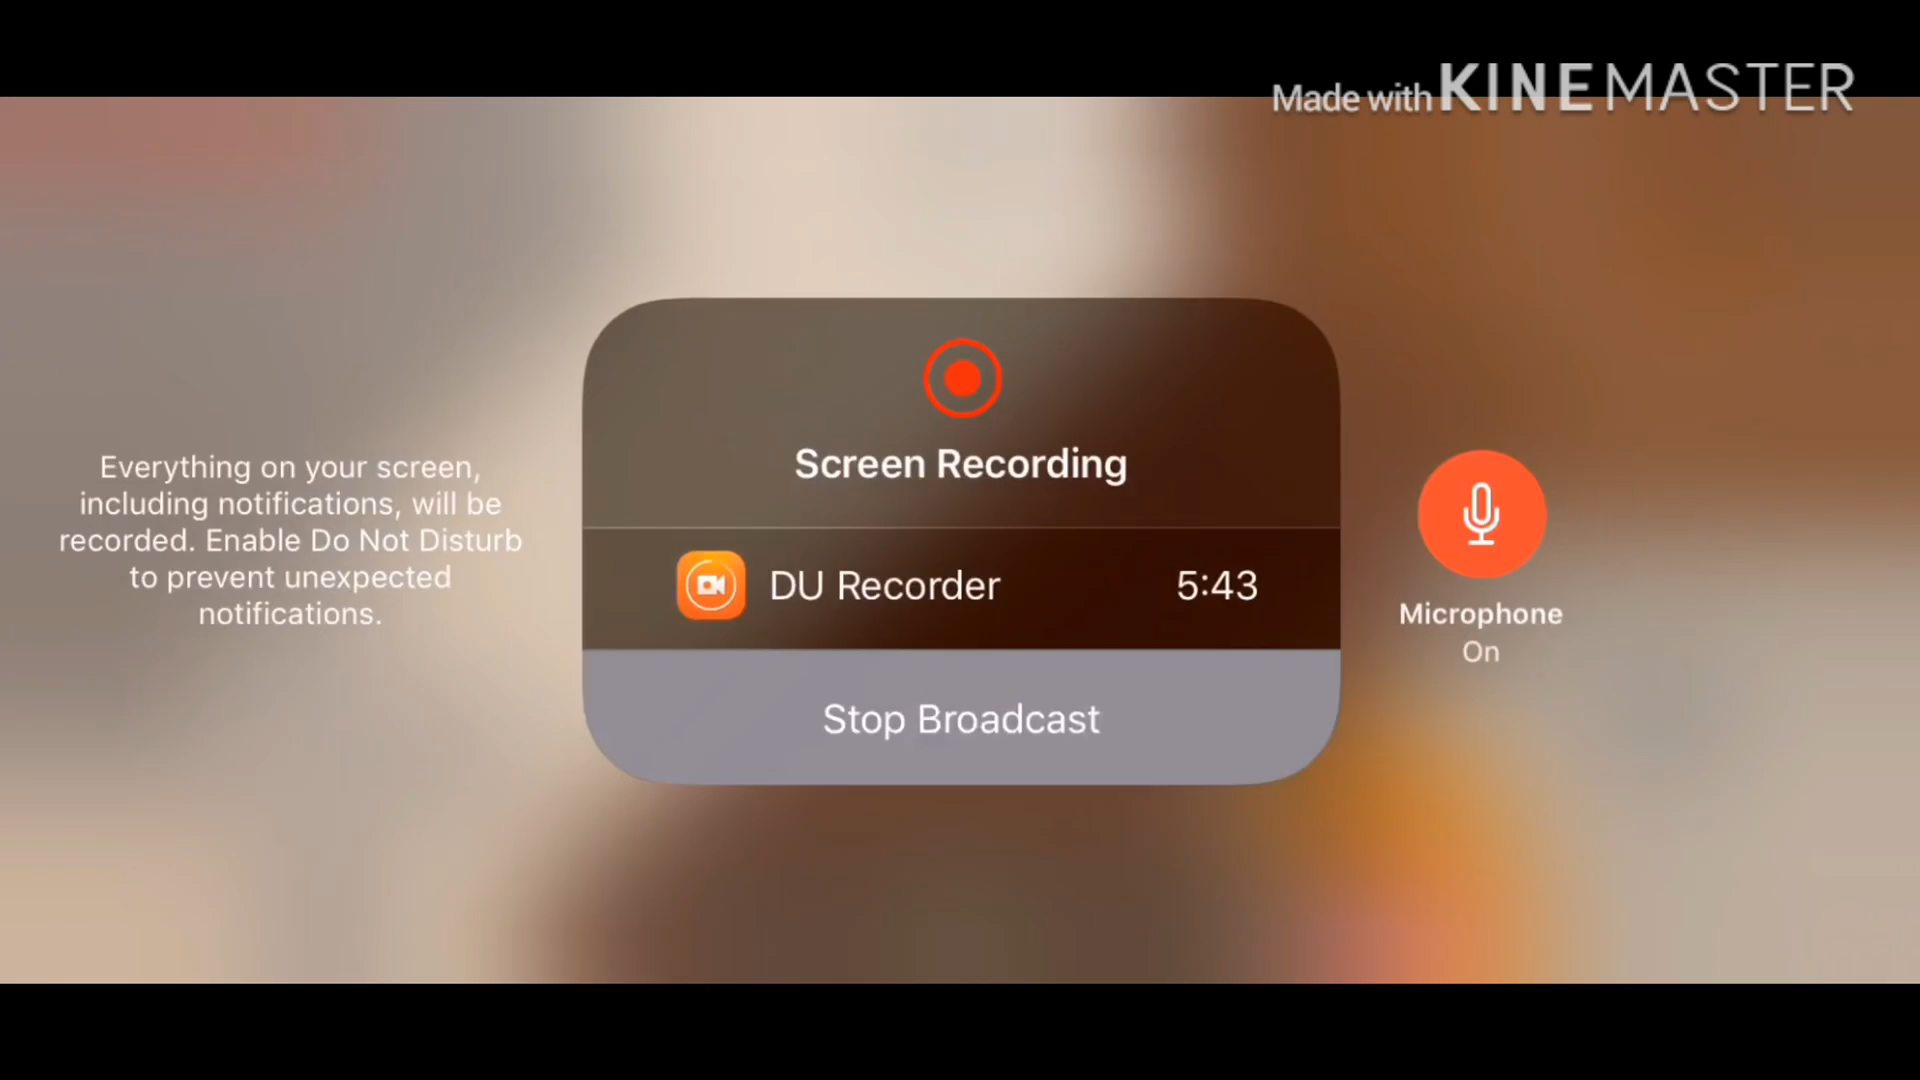 Made with KINEMASTER
Everything on your screen,
including notifications, will be
recorded. Enable Do Not Disturb
to prevent unexpected
notifications.
Screen Recording
DU Recorder 5:43
Stop Broadcast
Microphone
On